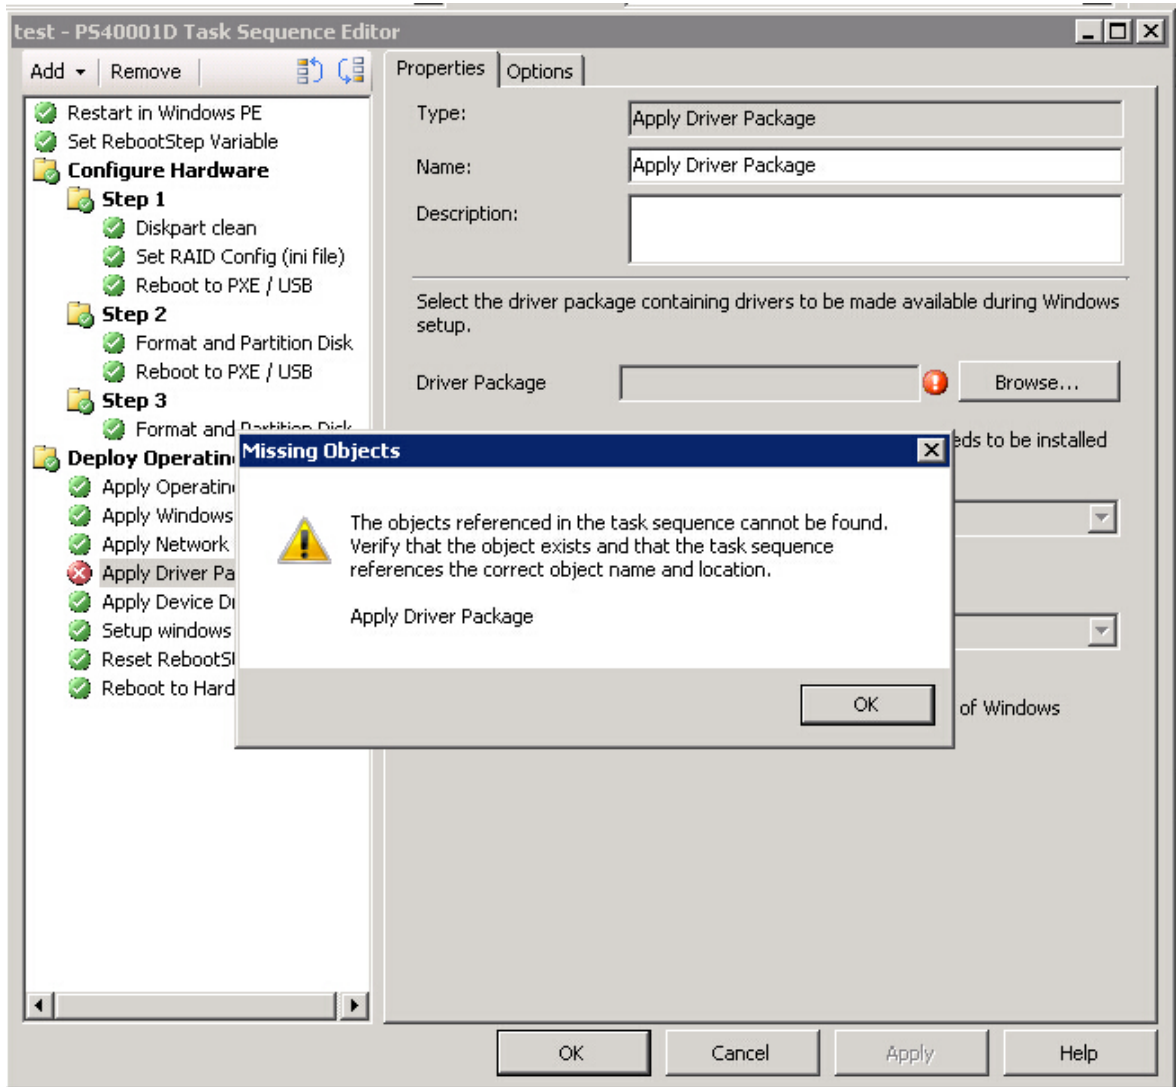 test - PS40001D Task Sequence Editor
Add Remove
Properties Options
Restart in Windows PE
Set RebootStep Variable
Configure Hardware
Step 1
Diskpart clean
Set RAID Config (ini file)
Reboot to PXE / USB
Step 2
Format and Partition Disk
Reboot to PXE / USB
Step 3
Format and Partition Disk
Deploy Operatin
Apply Operatin
Apply Windows
Apply Network
Apply Driver Pa
Apply Device D
Setup windows
Reset RebootS
Reboot to Hard
Type: Apply Driver Package
Name: Apply Driver Package
Description:
Select the driver package containing drivers to be made available during Windows
setup.
Driver Package Browse...
to be installed
of Windows
Missing Objects
The objects referenced in the task sequence cannot be found.
Verify that the object exists and that the task sequence
references the correct object name and location.
Apply Driver Package
OK
OK Cancel Apply Help